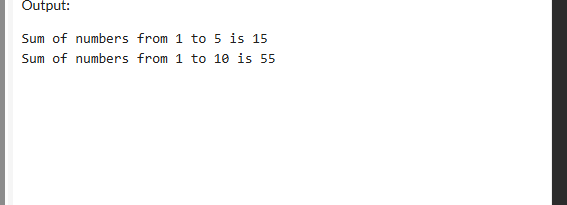 Output:
Sum of numbers from 1 to 5 is 15
Sum of numbers from 1 to 10 is 55